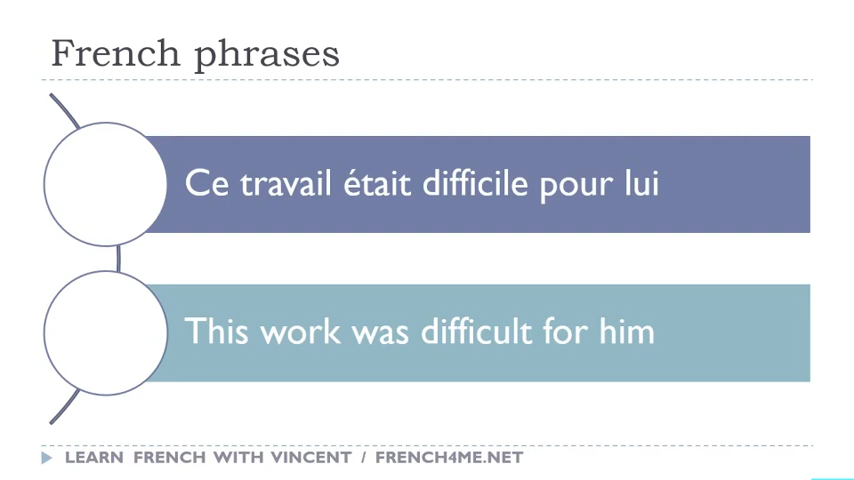 French phrases
Ce travail était difficile pour lui
This work was difficult for him
LEARN FRENCH WITH VINCENT / FRENCH4ME.NET